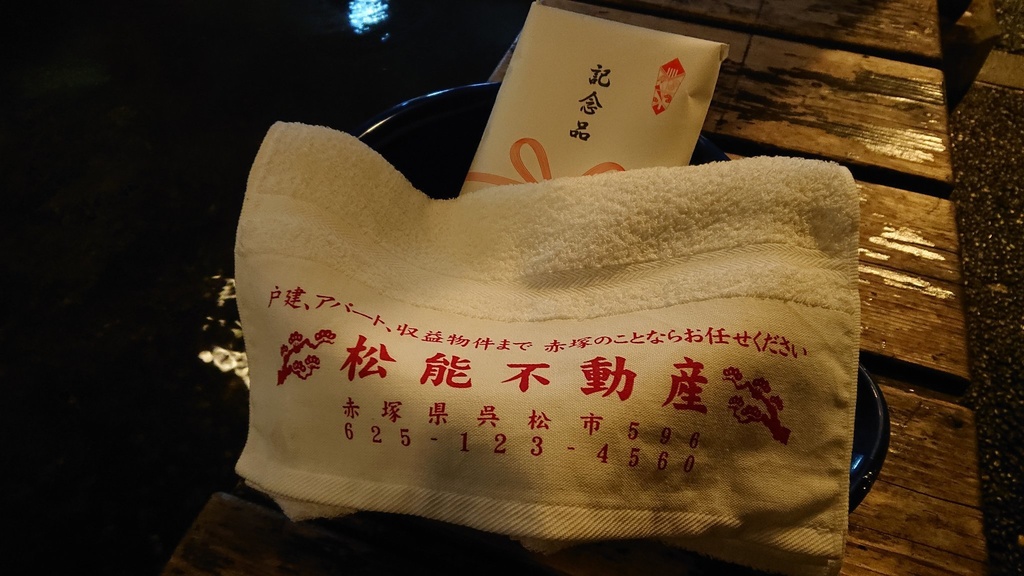 記念品
戸建、アパート、収益物件まで 赤塚のことならお任せください
松能不動産
赤塚県呉松市596
625-123-4560